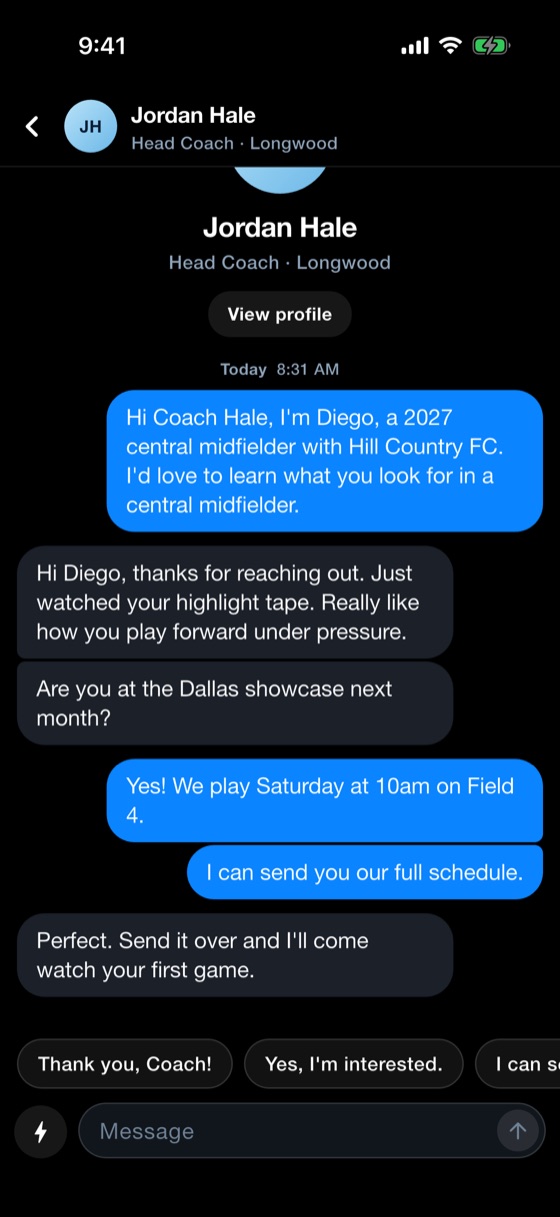 9:41
JH
Jordan Hale
Head Coach · Longwood
Jordan Hale
Head Coach · Longwood
View profile
Today 8:31 AM
Hi Coach Hale, I'm Diego, a 2027
central midfielder with Hill Country FC.
I'd love to learn what you look for in a
central midfielder.
Hi Diego, thanks for reaching out. Just
watched your highlight tape. Really like
how you play forward under pressure.
Are you at the Dallas showcase next
month?
Yes! We play Saturday at 10am on Field
4.
I can send you our full schedule.
Perfect. Send it over and I'll come
watch your first game.
Thank you, Coach!
Yes, I'm interested.
I can
Message